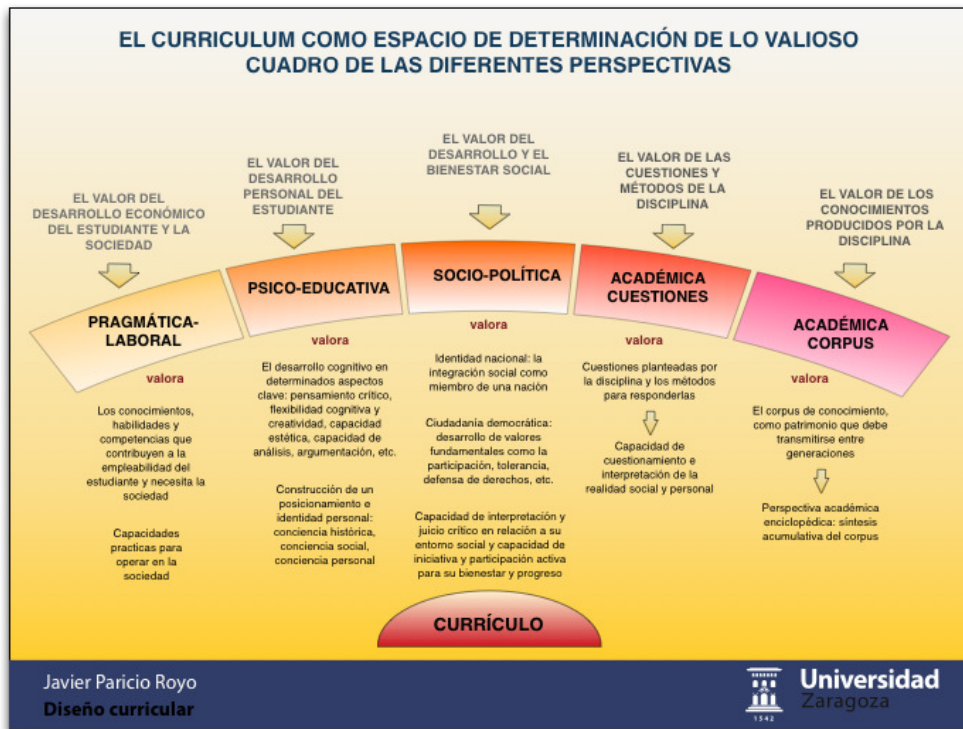 EL CURRICULUM COMO ESPACIO DE DETERMINACIÓN DE LO VALIOSO
CUADRO DE LAS DIFERENTES PERSPECTIVAS
EL VALOR DEL
DESARROLLO ECONÓMICO
DEL ESTUDIANTE Y LA
SOCIEDAD
PRAGMÁTICA-
LABORAL
valora
Los conocimientos,
habilidades y
competencias que
contribuyen a la
empleabilidad del
estudiante y necesita la
sociedad
Capacidades
practicas para
operar en la
sociedad
EL VALOR DEL
DESARROLLO
PERSONAL DEL
ESTUDIANTE
PSICO-EDUCATIVA
valora
El desarrollo cognitivo en
determinados aspectos
clave: pensamiento crítico,
flexibilidad cognitiva y
creatividad, capacidad
estética, capacidad de
análisis, argumentación, etc.
Construcción de un
posicionamiento e
identidad personal:
conciencia histórica,
conciencia social,
conciencia personal
EL VALOR DEL
DESARROLLO Y EL
BIENESTAR SOCIAL
SOCIO-POLÍTICA
valora
Identidad nacional: la
integración social como
miembro de una nación
Ciudadanía democrática:
desarrollo de valores
fundamentales como la
participación, tolerancia,
defensa de derechos, etc.
Capacidad de interpretación y
juicio crítico en relación a su
entorno social y capacidad de
iniciativa y participación activa
para su bienestar y progreso
EL VALOR DE LAS
CUESTIONES Y
MÉTODOS DE LA
DISCIPLINA
ACADÉMICA
CUESTIONES
valora
Cuestiones planteadas por
la disciplina y los métodos
para responderlas
Capacidad de
cuestionamiento e
interpretación de la
realidad social y personal
EL VALOR DE LOS
CONOCIMIENTOS
PRODUCIDOS POR LA
DISCIPLINA
ACADÉMICA
CORPUS
valora
El corpus de conocimiento,
como patrimonio que debe
transmitirse entre
generaciones
Perspectiva académica
enciclopédica: síntesis
acumulativa del corpus
CURRÍCULO
Javier Paricio Royo
Diseño curricular
Universidad
Zaragoza
1542